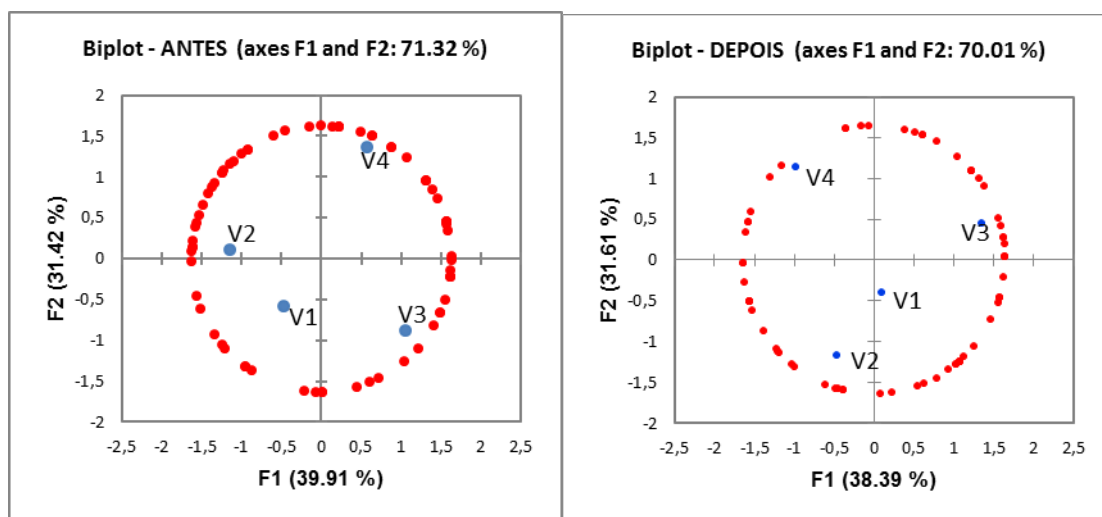 Biplot - ANTES (axes F1 and F2: 71.32 %)
2
1,5
1
0,5
0
-0,5
-1
-1,5
-2
-2,5
-2
-1,5
-1
-0,5
0
0,5
1
1,5
2
2,5
F2 (31.42 %)
F1 (39.91 %)
V4
V2
V1
V3
Biplot - DEPOIS (axes F1 and F2: 70.01 %)
2
1,5
1
0,5
0
-0,5
-1
-1,5
-2
-2,5
-2
-1,5
-1
-0,5
0
0,5
1
1,5
2
2,5
F2 (31.61 %)
F1 (38.39 %)
V4
V3
V1
V2